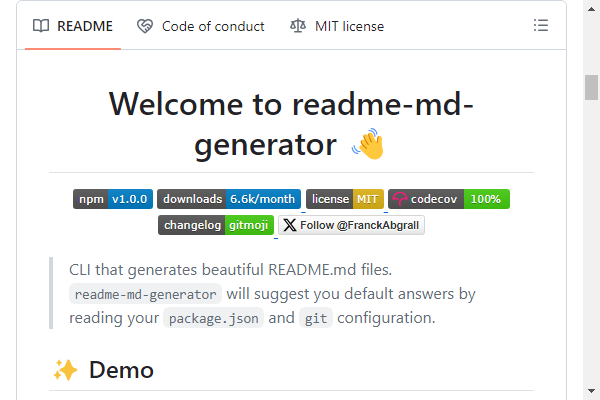 README Code of conduct MIT license
Welcome to readme-md-
generator 👋
npm v1.0.0 downloads 6.6k/month license MIT codecov 100%
changelog gitmoji Follow @FranckAbgrall
CLI that generates beautiful README.md files.
readme-md-generator will suggest you default answers by
reading your package.json and git configuration.
✨ Demo